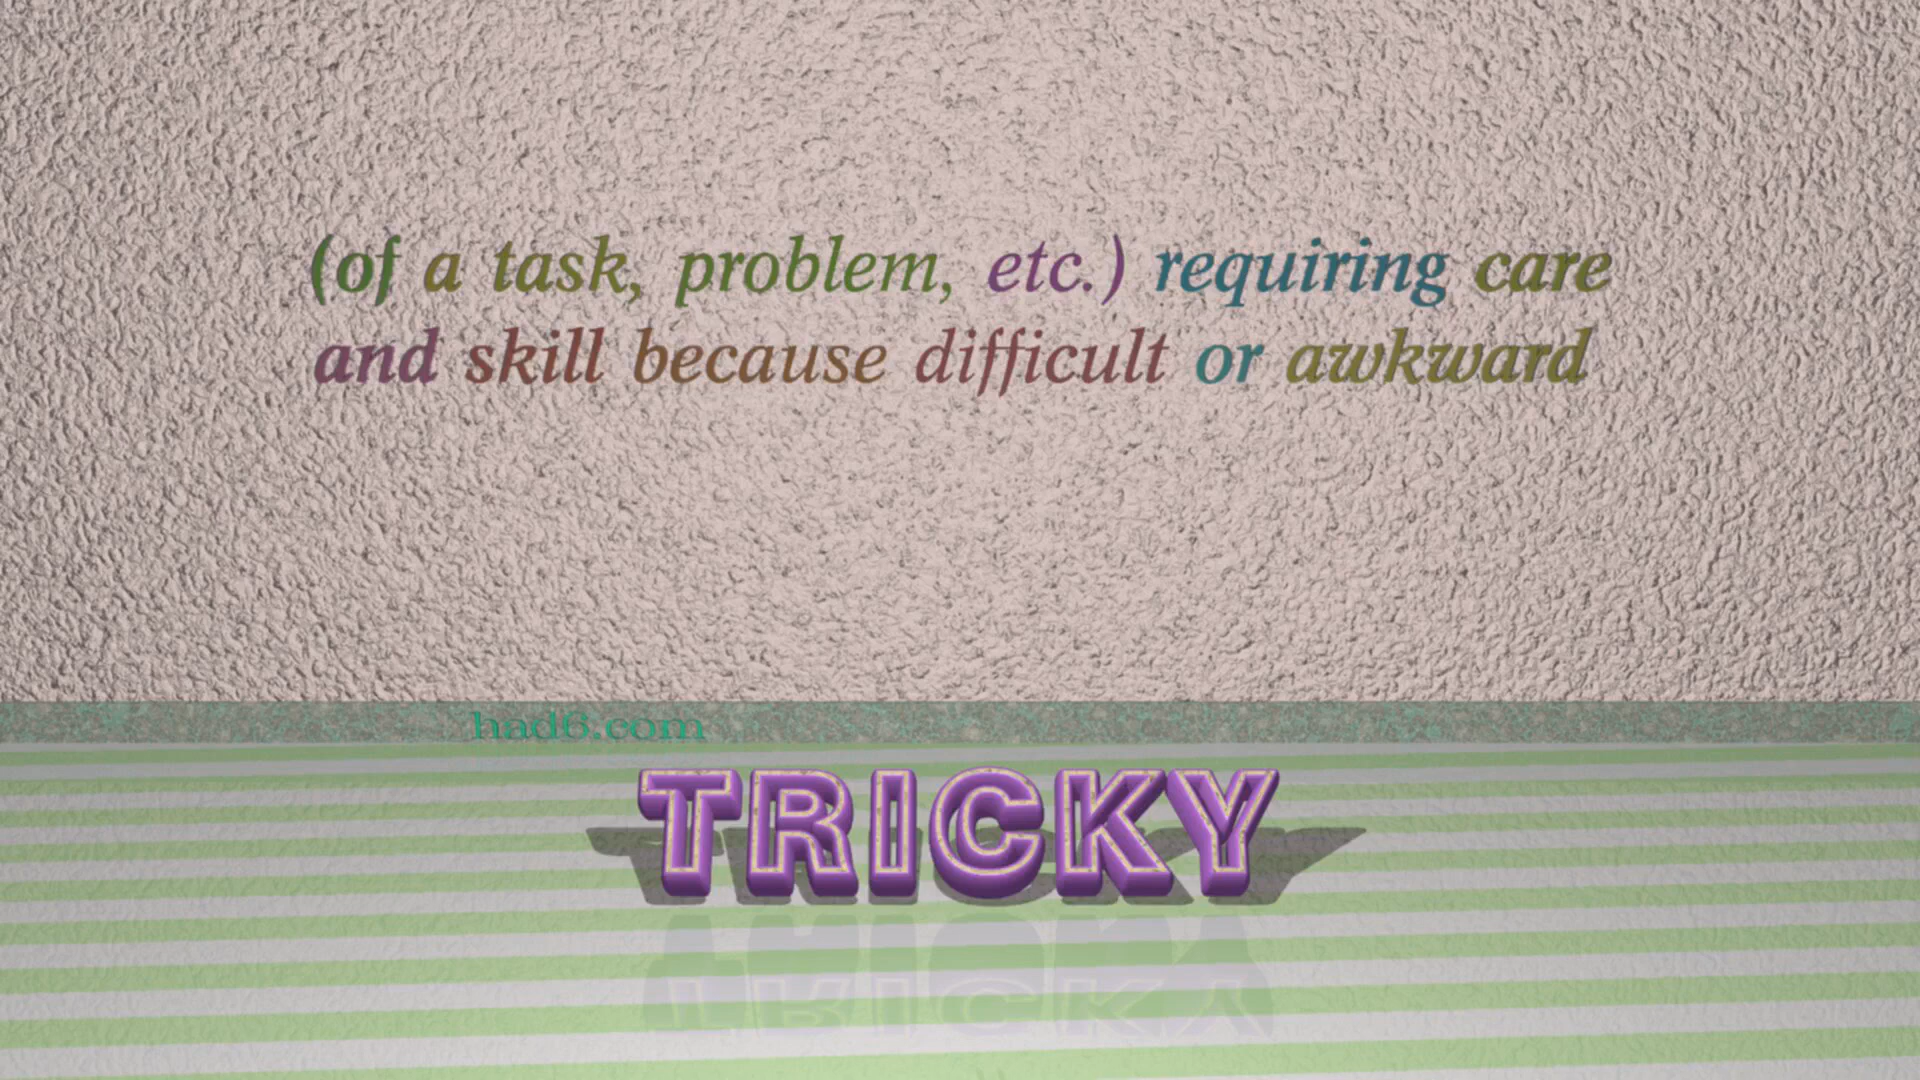 (of a task, problem, etc.) requiring care
and skill because difficult or awkward
had6.com
TRICKY